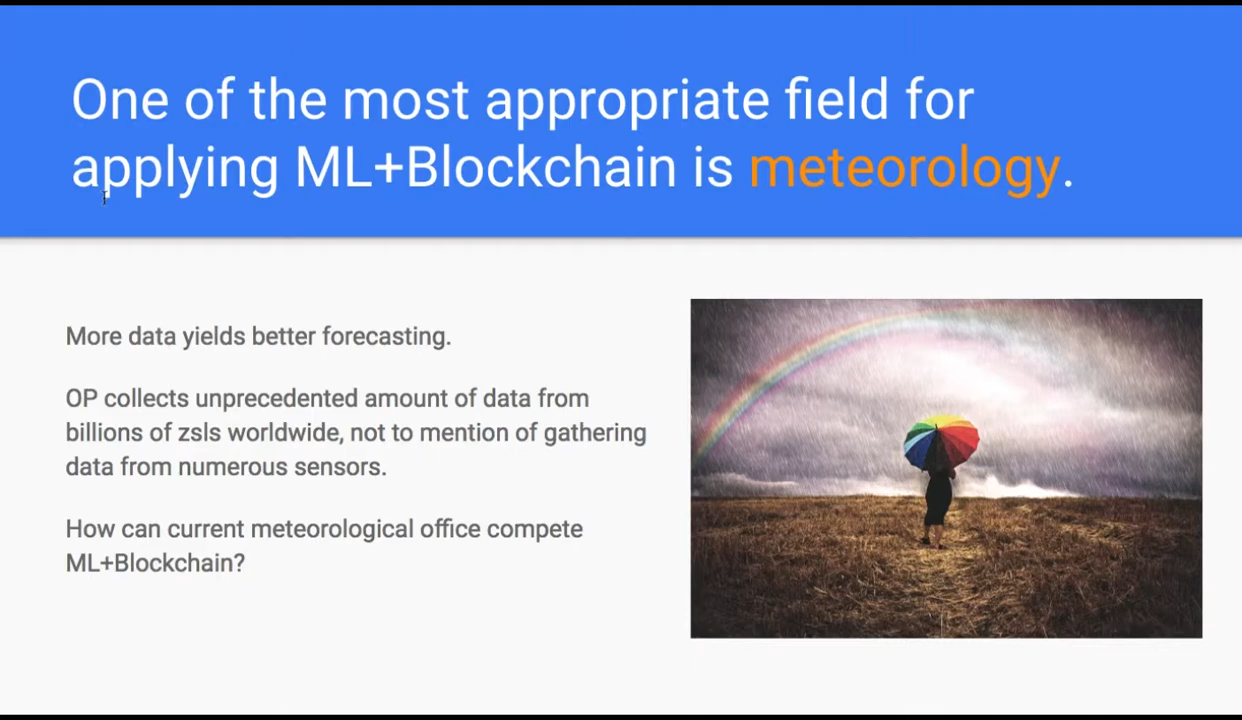 One of the most appropriate field for
applying ML+Blockchain is meteorology.
More data yields better forecasting.
OP collects unprecedented amount of data from
billions of zsls worldwide, not to mention of gathering
data from numerous sensors.
How can current meteorological office compete
ML+Blockchain?